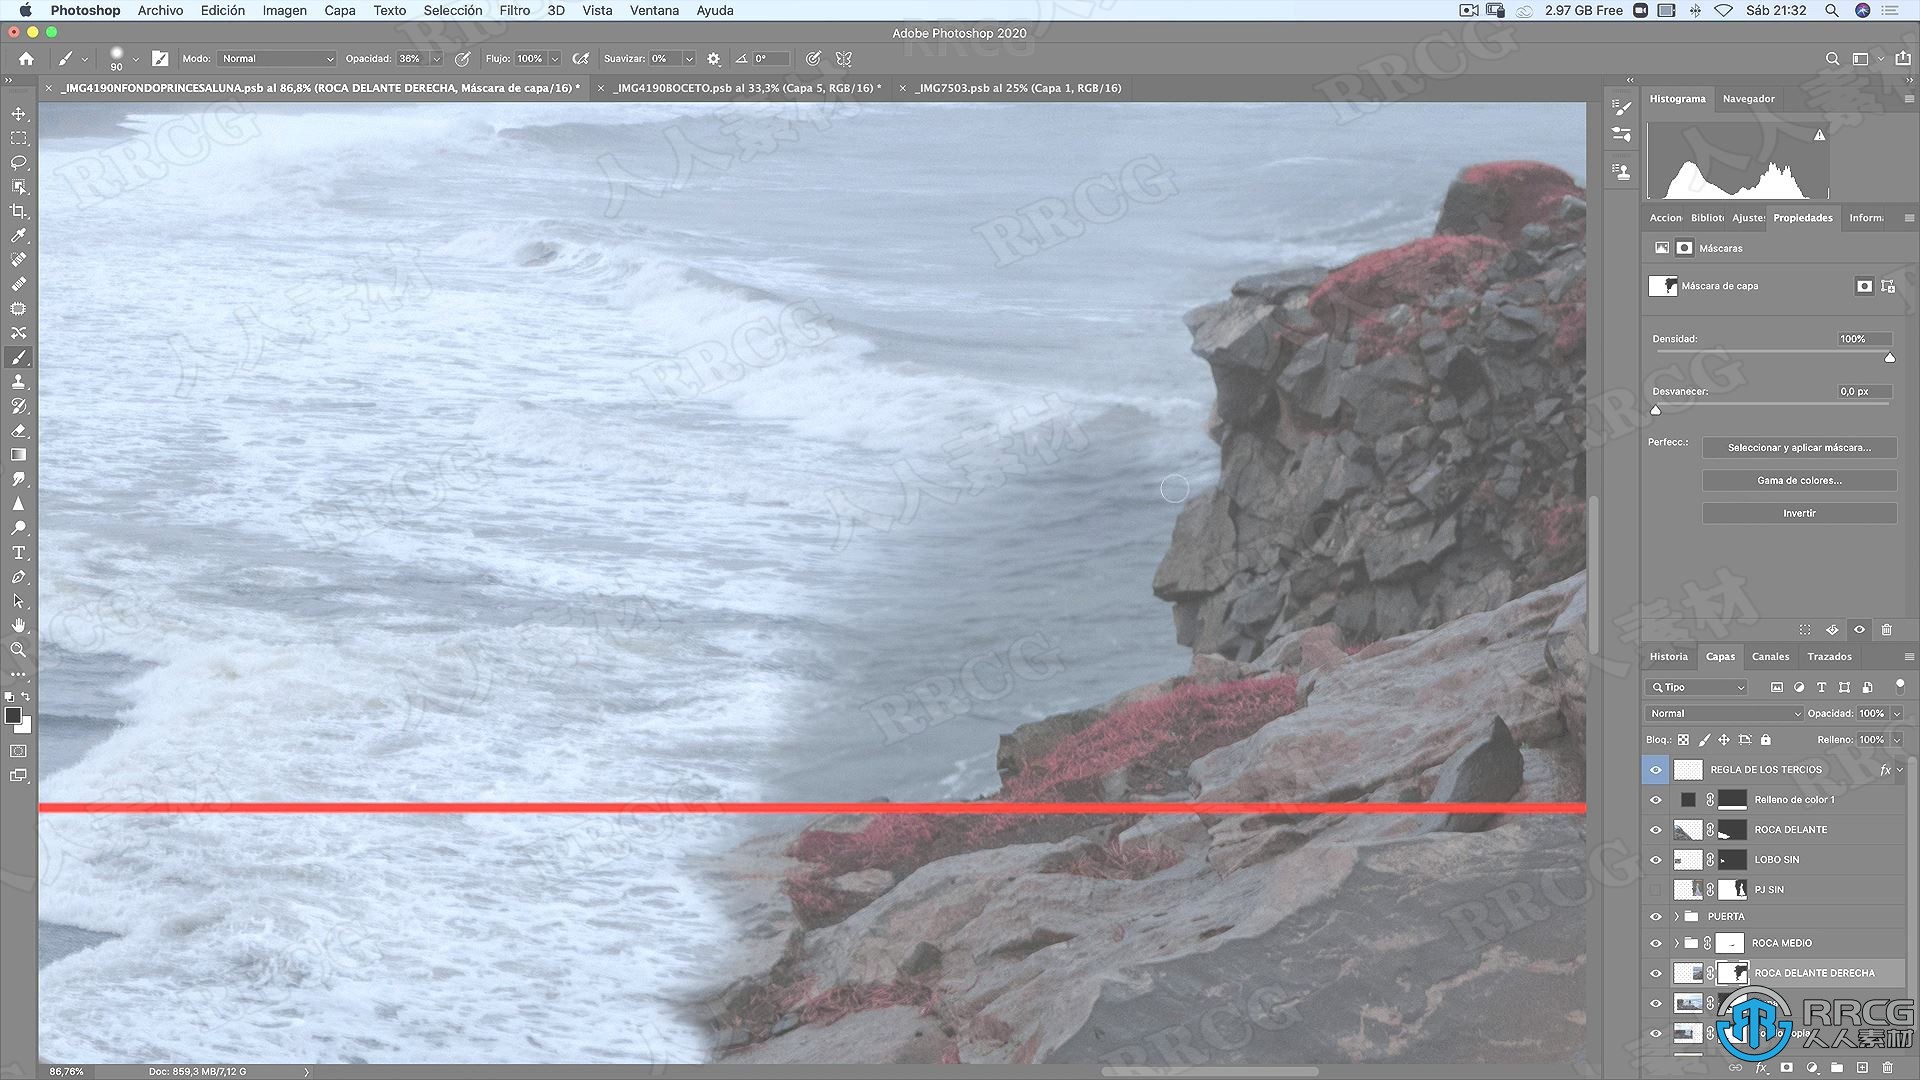 Photoshop Archivo Edición Imagen Capa Texto Selección Filtro 3D Vista Ventana Ayuda 2.97 GB Free Sáb 21:32
Adobe Photoshop 2020
90 Modo: Normal Opacidad: 36% Flujo: 100% Suavizar: 0% 0°
_IMG4190NFONDOPRINCESALUNA.psb al 86,8% (ROCA DELANTE DERECHA, Máscara de capa/16) * _IMG4190BOCETO.psb al 33,3% (Capa 5, RGB/16) * _IMG7503.psb al 25% (Capa 1, RGB/16)
Histograma Navegador
Accion Bibliot Ajustes Propiedades Inform
Máscaras
Máscara de capa
Densidad: 100%
Desvanecer: 0,0 px
Perfecc.: Seleccionar y aplicar máscara...
Gama de colores...
Invertir
Historia Capas Canales Trazados
Tipo
Normal Opacidad: 100%
Bloq.: Relleno: 100%
REGLA DE LOS TERCIOS fx
Relleno de color 1
ROCA DELANTE
LOBO SIN
PJ SIN
PUERTA
ROCA MEDIO
ROCA DELANTE DERECHA
86,76% Doc: 859,3 MB/7,12 G
RRCG
人人素材